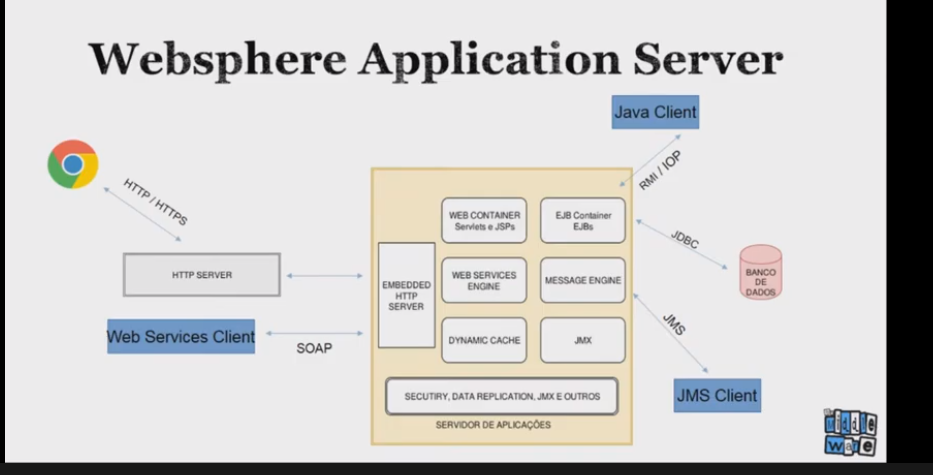 Websphere Application Server
Java Client
HTTP / HTTPS
RMI / IOP
WEB CONTAINER
Servlets e JSPs
EJB Container
EJBs
JDBC
HTTP SERVER
EMBEDDED
HTTP
SERVER
WEB SERVICES
ENGINE
MESSAGE ENGINE
BANCO
DE
DADOS
Web Services Client
SOAP
DYNAMIC CACHE
JMX
JMS
SECUTIRY, DATA REPLICATION, JMX E OUTROS
SERVIDOR DE APLICAÇÕES
JMS Client
the
middle
ware